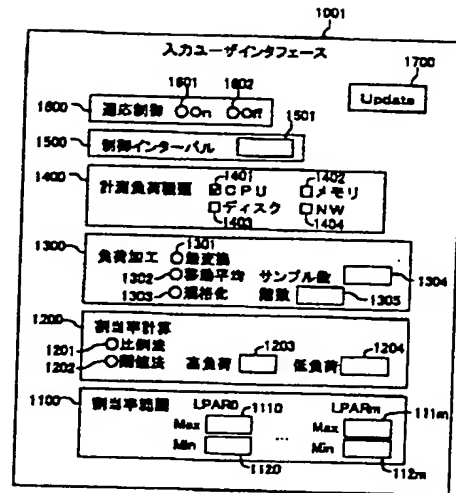 1001
入力ユーザインタフェース
1700
Update
1601 1602
1600 適応制御 On Off
1501
1500 制御インターバル
1400
1401 1402
計測負荷種類 CPU メモリ
ディスク NW
1403 1404
1300
1301
負荷加工 無変換
1302 移動平均 サンプル数 1304
1303 規格化 階数 1305
1200
割当率計算 1203 1204
1201 比例法
1202 閾値法 高負荷 低負荷
1100
割当率範囲 LPAR0 1110 LPARm 111m
Max Max
Min … Min
1120 112m